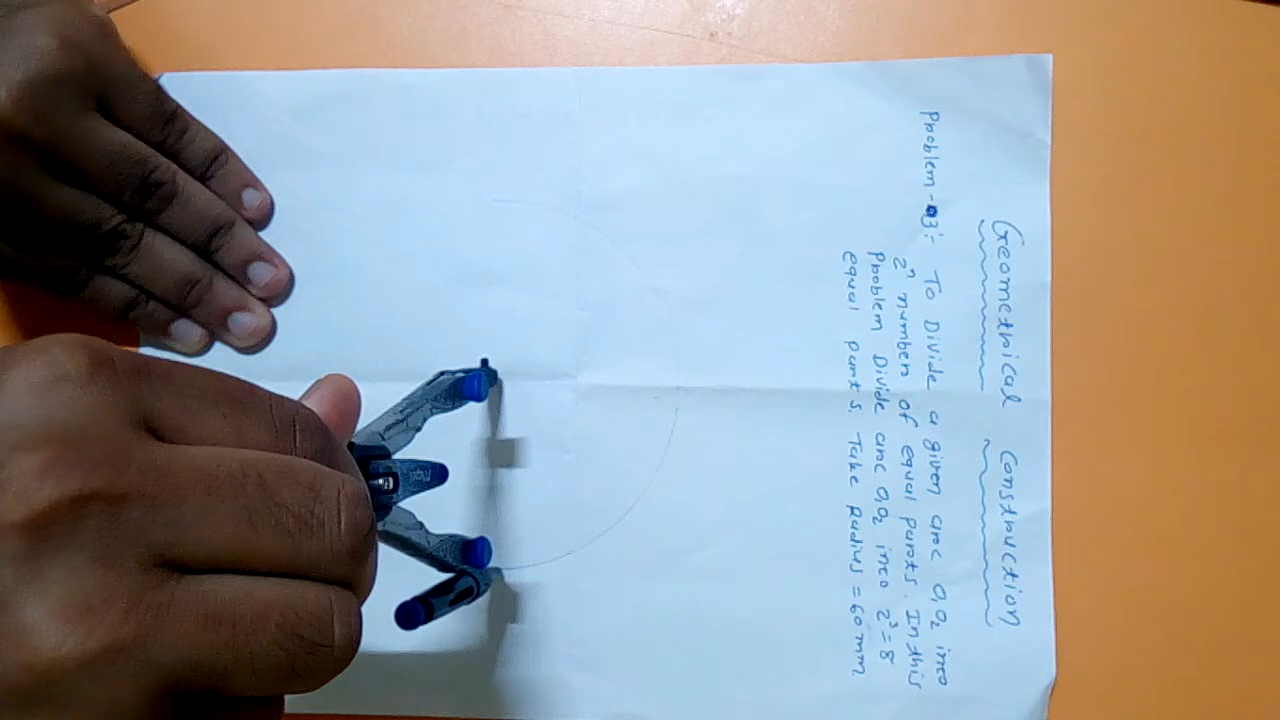 Geometrical Construction
Problem-03:- To Divide a given arc O1O2 into
2ⁿ number of equal parts. In this
Problem Divide arc O1O2 into 2³=8
equal parts. Take Radius = 60mm